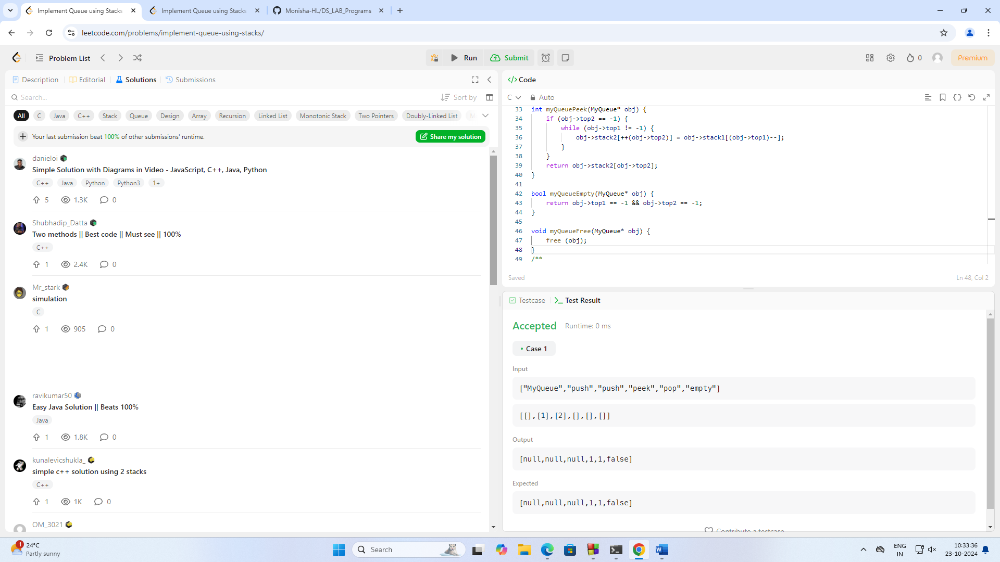 Implement Queue using Stacks
Implement Queue using Stacks
Monisha-HL/DS_LAB_Programs
leetcode.com/problems/implement-queue-using-stacks/
Problem List
Run
Submit
0
Premium
Description
Editorial
Solutions
Submissions
Search...
Sort by
All
C
Java
C++
Stack
Queue
Design
Array
Recursion
Linked List
Monotonic Stack
Two Pointers
Doubly-Linked List
M
Your last submission beat 100% of other submissions' runtime.
Share my solution
danieloi
Simple Solution with Diagrams in Video - JavaScript, C++, Java, Python
C++ Java Python Python3 1+
5 1.3K 0
Shubhadip_Datta
Two methods || Best code || Must see || 100%
C++
1 2.4K 0
Mr_stark
simulation
C
1 905 0
ravikumar50
Easy Java Solution || Beats 100%
Java
1 1.8K 0
kunalevicshukla_
simple c++ solution using 2 stacks
C++
1 1K 0
OM_3021
</> Code
C
Auto
33 int myQueuePeek(MyQueue* obj) {
34 if (obj->top2 == -1) {
35 while (obj->top1 != -1) {
36 obj->stack2[++(obj->top2)] = obj->stack1[(obj->top1)--];
37 }
38 }
39 return obj->stack2[obj->top2];
40 }
41
42 bool myQueueEmpty(MyQueue* obj) {
43 return obj->top1 == -1 && obj->top2 == -1;
44 }
45
46 void myQueueFree(MyQueue* obj) {
47 free (obj);
48 }
49 /**
Saved
Ln 48, Col 2
Testcase
Test Result
Accepted Runtime: 0 ms
Case 1
Input
["MyQueue","push","push","peek","pop","empty"]
[[],[1],[2],[],[],[]]
Output
[null,null,null,1,1,false]
Expected
[null,null,null,1,1,false]
Contribute a testcase
1
24°C
Partly sunny
Search
ENG
IN
10:33:36
23-10-2024